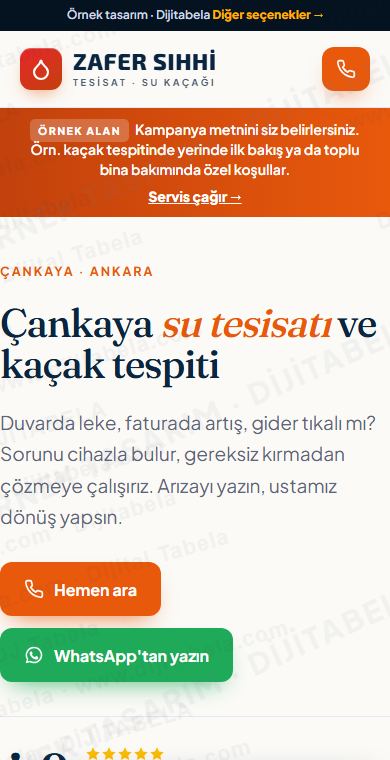 Örnek tasarım · Dijitabela Diğer seçenekler →
ZAFER SIHHİ
TESİSAT · SU KAÇAĞI
ÖRNEK ALAN Kampanya metnini siz belirlersiniz.
Örn. kaçak tespitinde yerinde ilk bakış ya da toplu
bina bakımında özel koşullar.
Servis çağır →
ÇANKAYA · ANKARA
Çankaya su tesisatı ve
kaçak tespiti
Duvarda leke, faturada artış, gider tıkalı mı?
Sorunu cihazla bulur, gereksiz kırmadan
çözmeye çalışırız. Arızayı yazın, ustamız
dönüş yapsın.
Hemen ara
WhatsApp'tan yazın